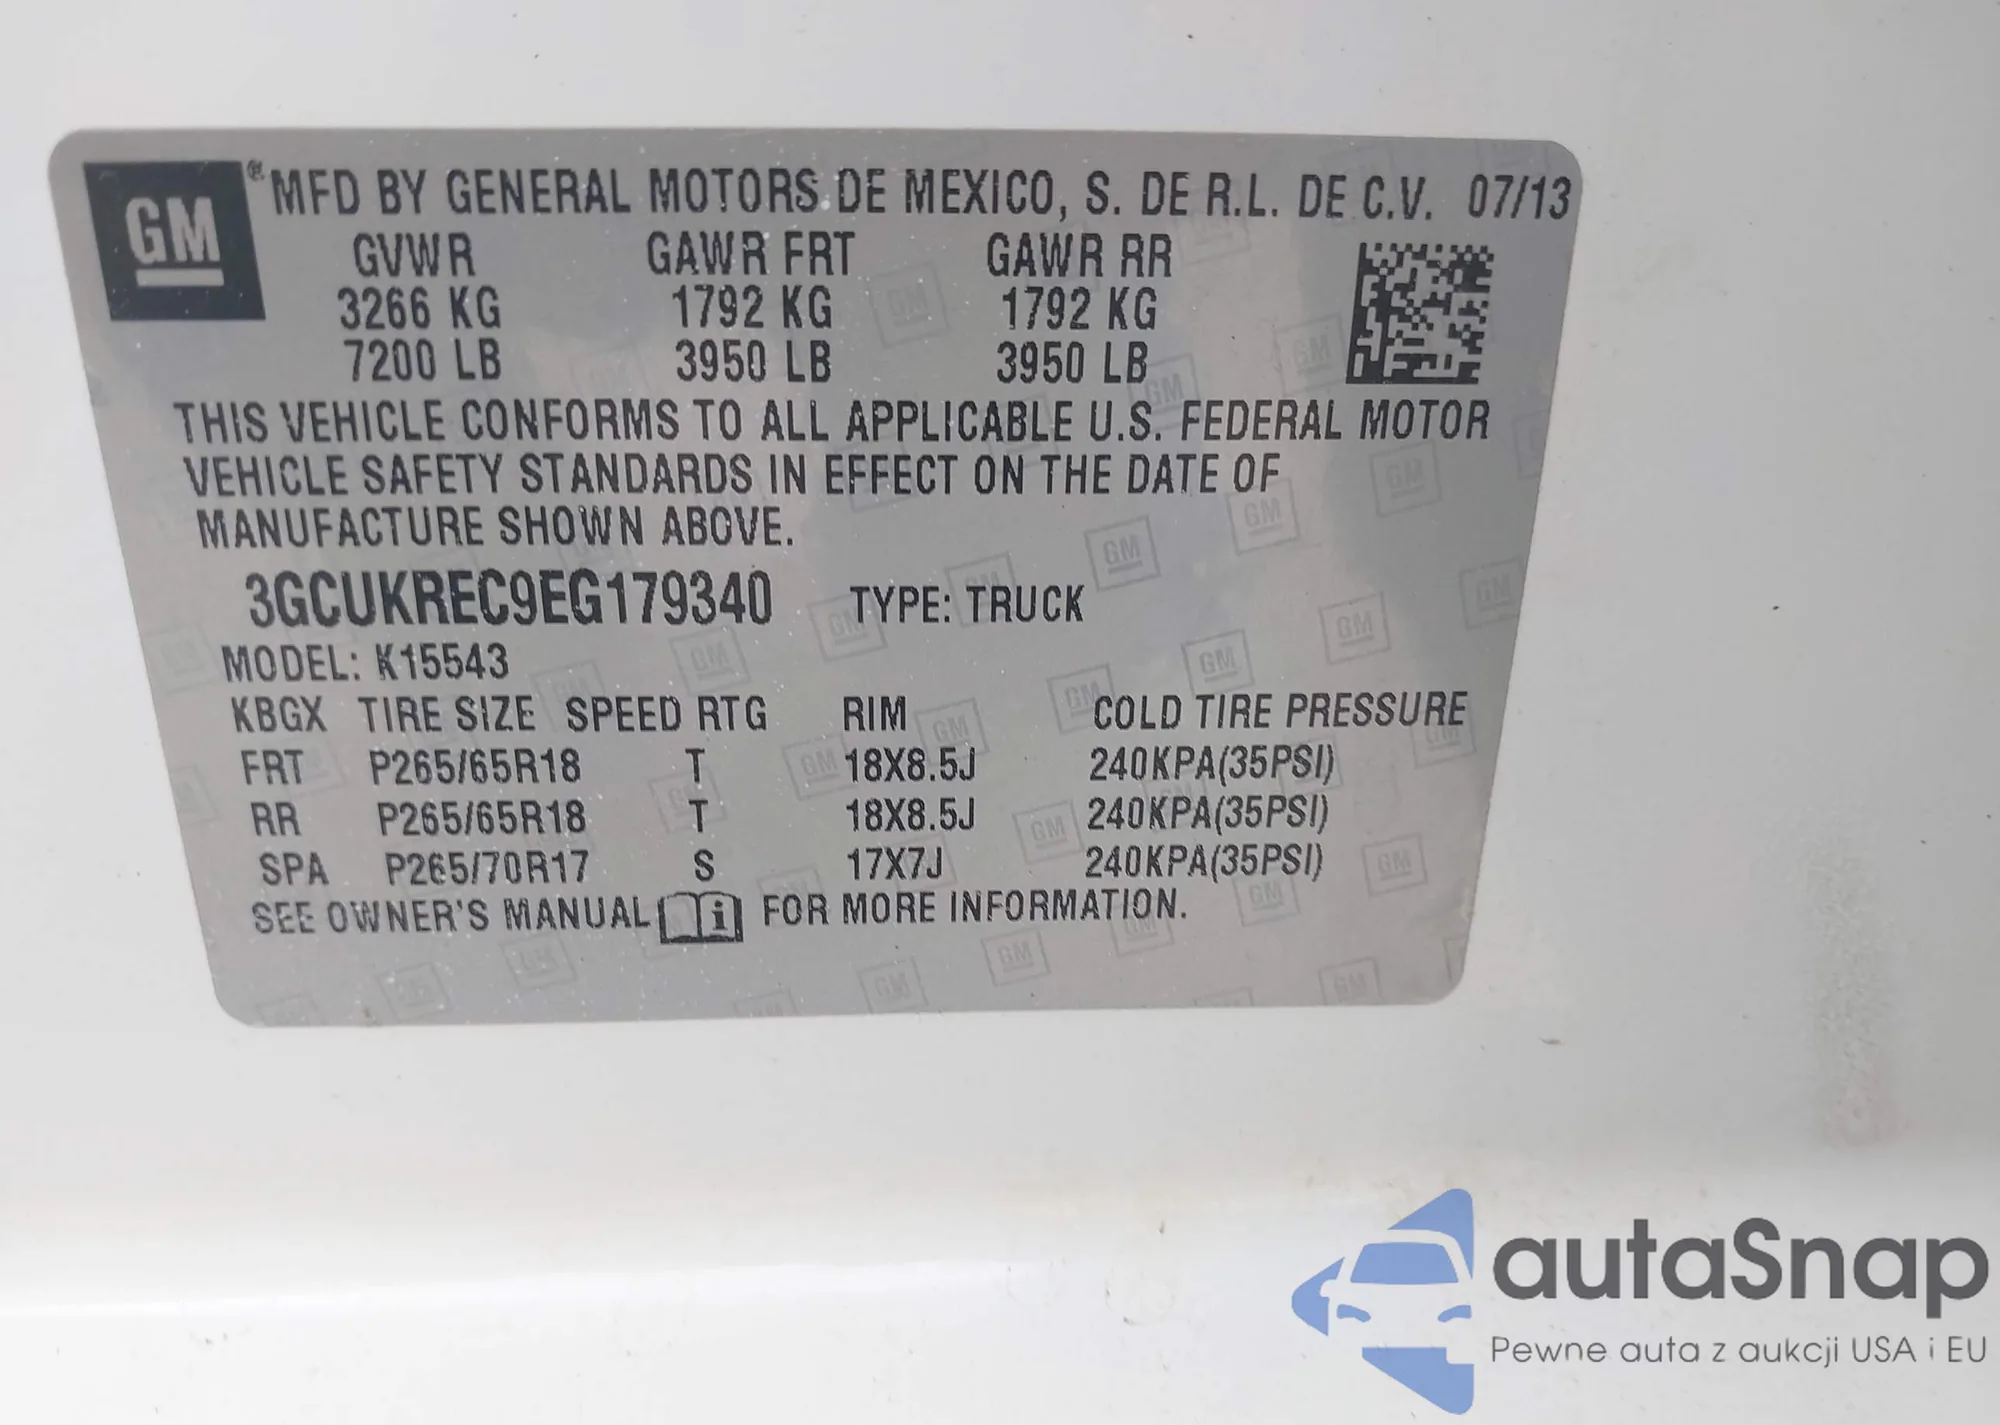 GM ® MFD BY GENERAL MOTORS DE MEXICO, S. DE R.L. DE C.V. 07/13
GVWR GAWR FRT GAWR RR
3266 KG 1792 KG 1792 KG
7200 LB 3950 LB 3950 LB
THIS VEHICLE CONFORMS TO ALL APPLICABLE U.S. FEDERAL MOTOR
VEHICLE SAFETY STANDARDS IN EFFECT ON THE DATE OF
MANUFACTURE SHOWN ABOVE.
3GCUKREC9EG179340 TYPE: TRUCK
MODEL: K15543
KBGX TIRE SIZE SPEED RTG RIM COLD TIRE PRESSURE
FRT P265/65R18 T 18X8.5J 240KPA(35PSI)
RR P265/65R18 T 18X8.5J 240KPA(35PSI)
SPA P265/70R17 S 17X7J 240KPA(35PSI)
SEE OWNER'S MANUAL i FOR MORE INFORMATION.
autaSnap
Pewne auta z aukcji USA i EU